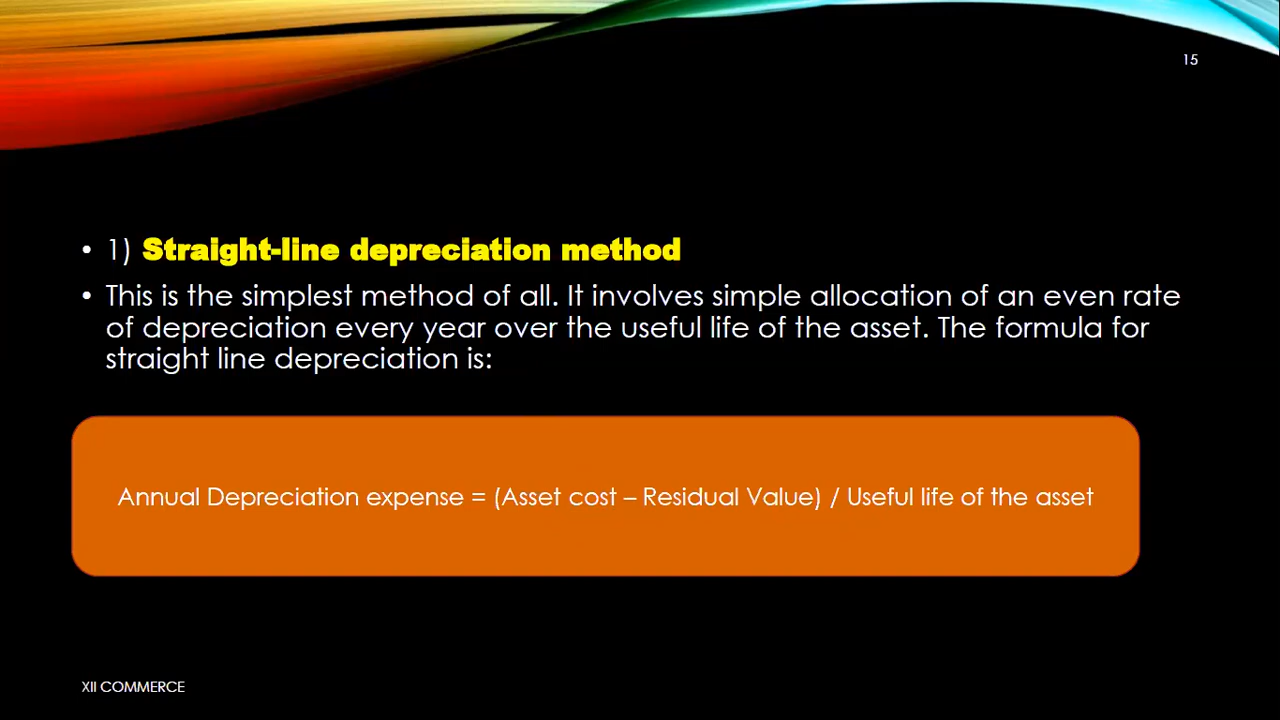 15
• 1) Straight-line depreciation method
• This is the simplest method of all. It involves simple allocation of an even rate
of depreciation every year over the useful life of the asset. The formula for
straight line depreciation is:
Annual Depreciation expense = (Asset cost – Residual Value) / Useful life of the asset
XII COMMERCE